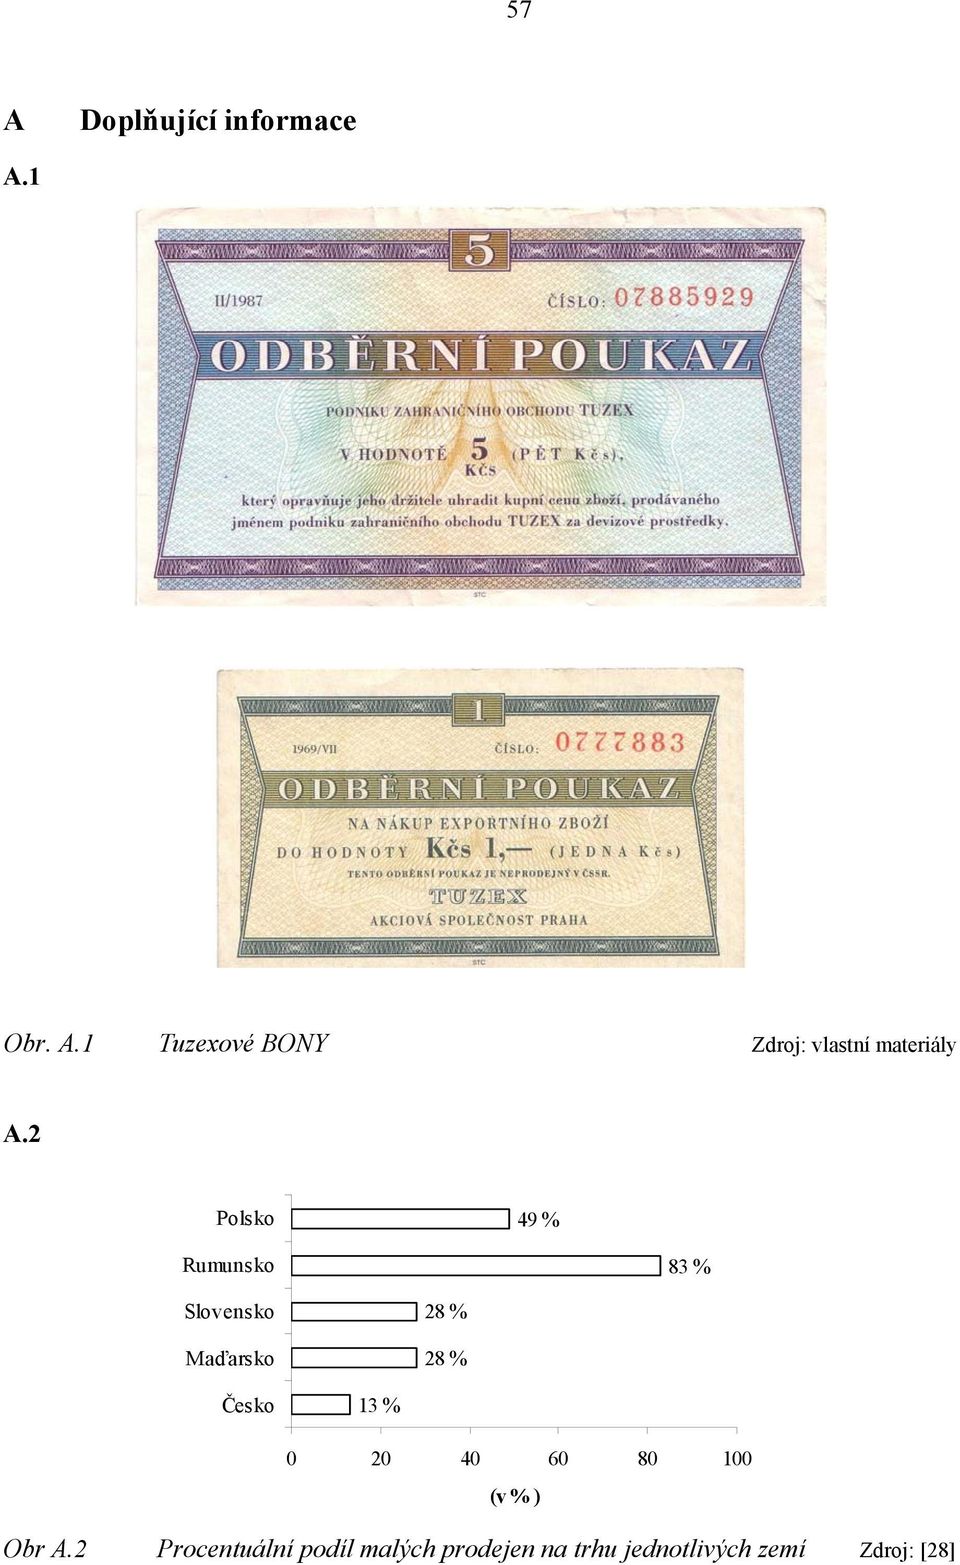 57
A Doplňující informace
A.1
5
II/1987 ČÍSLO: 07885929
ODBĚRNÍ POUKAZ
PODNIKU ZAHRANIČNÍHO OBCHODU TUZEX
V HODNOTĚ 5 (PĚT Kčs),
KČS
který opravňuje jeho držitele uhradit kupní cenu zboží, prodávaného
jménem podniku zahraničního obchodu TUZEX za devizové prostředky.
STC
1
1969/VII ČÍSLO: 0777883
ODBĚRNÍ POUKAZ
NA NÁKUP EXPORTNÍHO ZBOŽÍ
DO HODNOTY Kčs 1,— (JEDNA Kčs)
TENTO ODBĚRNÍ POUKAZ JE NEPRODEJNÝ V ČSSR.
TUZEX
AKCIOVÁ SPOLEČNOST PRAHA
STC
Obr. A.1 Tuzexové BONY Zdroj: vlastní materiály
A.2
Polsko 49 %
Rumunsko 83 %
Slovensko 28 %
Maďarsko 28 %
Česko 13 %
0 20 40 60 80 100
(v % )
Obr A.2 Procentuální podíl malých prodejen na trhu jednotlivých zemí Zdroj: [28]